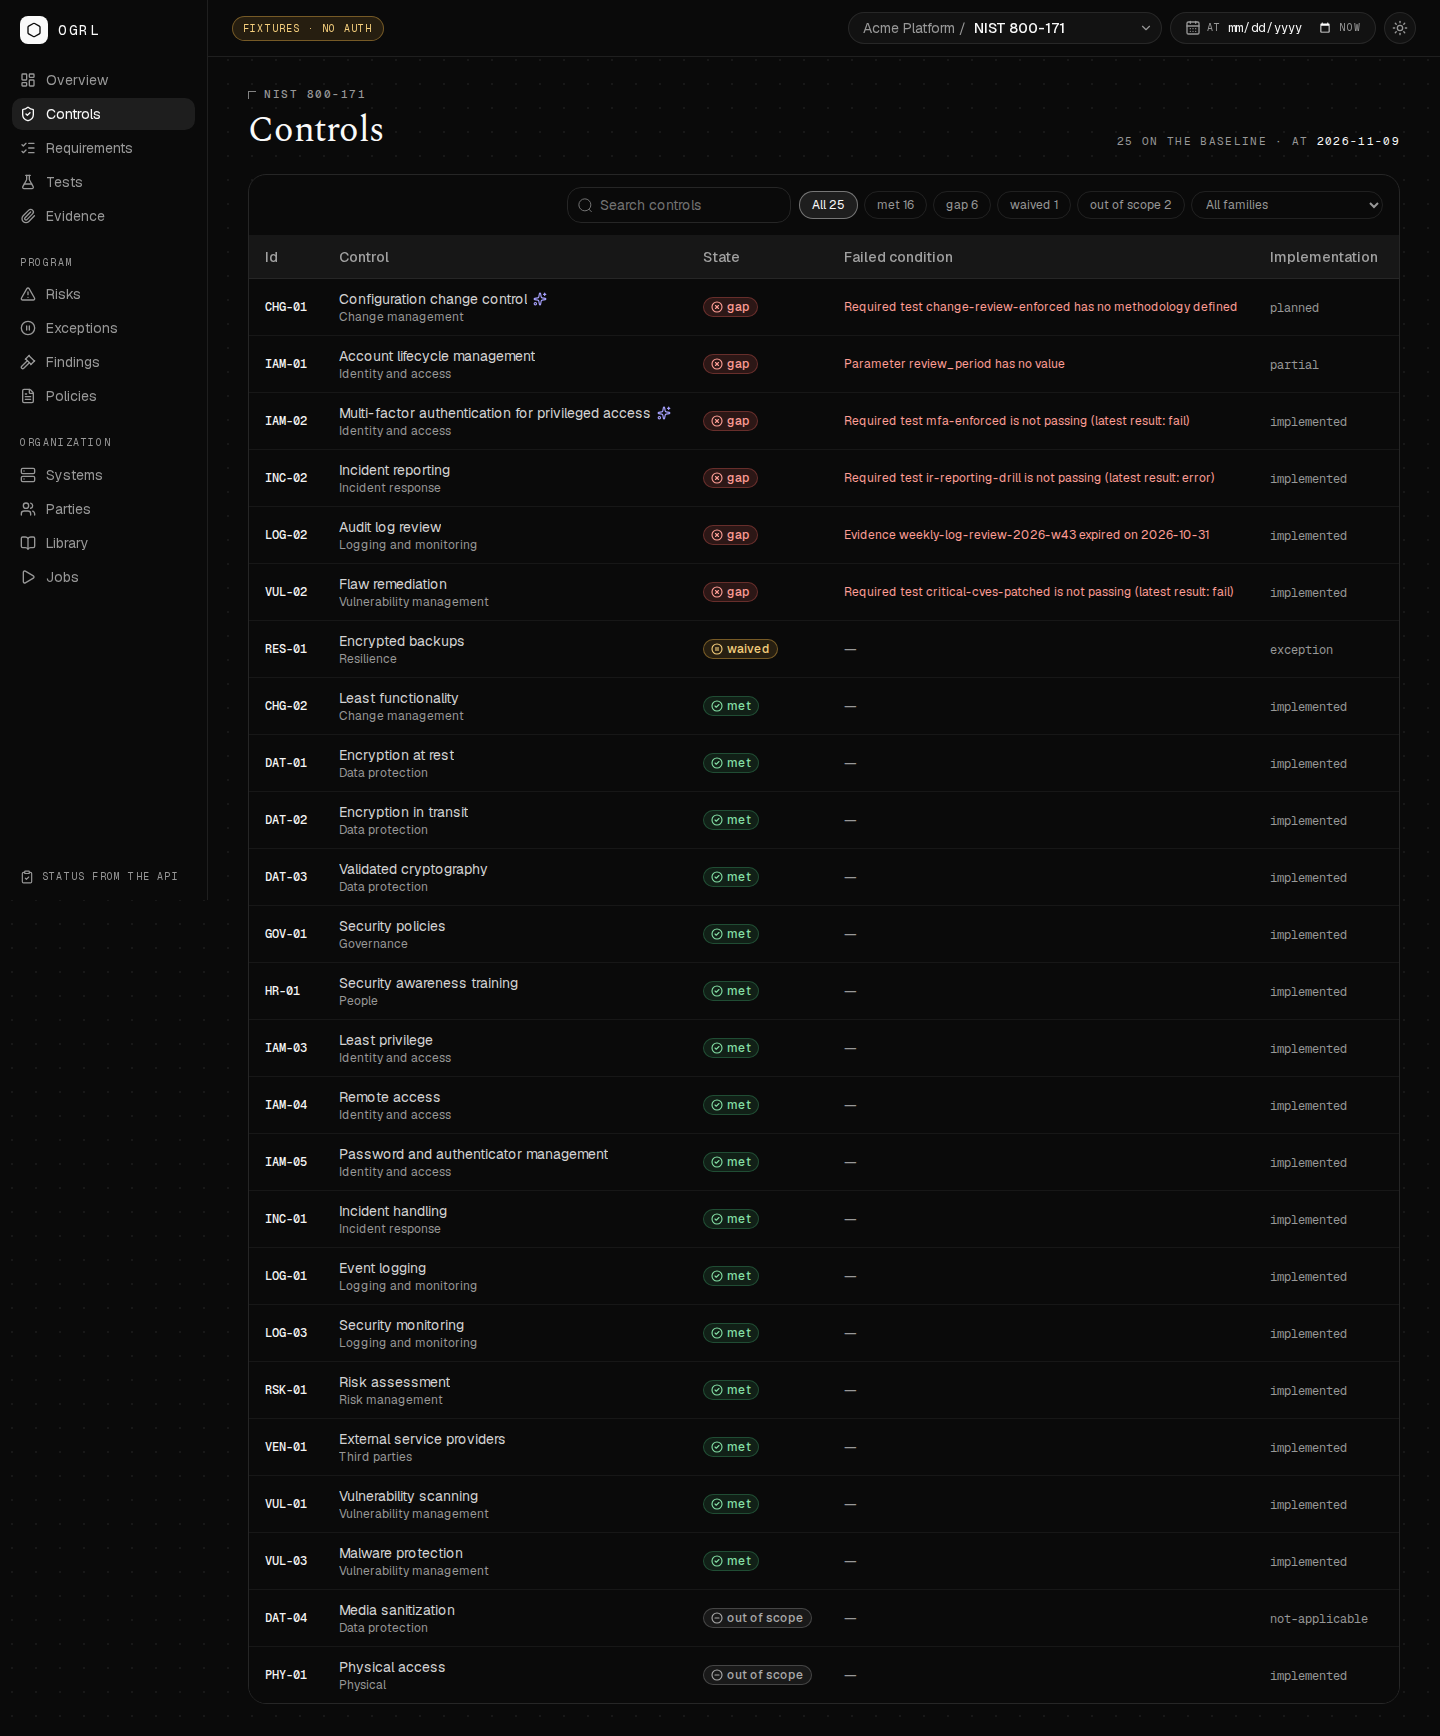 OGRL
FIXTURES · NO AUTH
Acme Platform / NIST 800-171
AT mm/dd/yyyy NOW
Overview
Controls
Requirements
Tests
Evidence
PROGRAM
Risks
Exceptions
Findings
Policies
ORGANIZATION
Systems
Parties
Library
Jobs
STATUS FROM THE API
NIST 800-171
Controls
25 ON THE BASELINE · AT 2026-11-09
Search controls
All 25
met 16
gap 6
waived 1
out of scope 2
All families
Id Control State Failed condition Implementation
CHG-01 Configuration change control gap Required test change-review-enforced has no methodology defined planned
Change management
IAM-01 Account lifecycle management gap Parameter review_period has no value partial
Identity and access
IAM-02 Multi-factor authentication for privileged access gap Required test mfa-enforced is not passing (latest result: fail) implemented
Identity and access
INC-02 Incident reporting gap Required test ir-reporting-drill is not passing (latest result: error) implemented
Incident response
LOG-02 Audit log review gap Evidence weekly-log-review-2026-w43 expired on 2026-10-31 implemented
Logging and monitoring
VUL-02 Flaw remediation gap Required test critical-cves-patched is not passing (latest result: fail) implemented
Vulnerability management
RES-01 Encrypted backups waived — exception
Resilience
CHG-02 Least functionality met — implemented
Change management
DAT-01 Encryption at rest met — implemented
Data protection
DAT-02 Encryption in transit met — implemented
Data protection
DAT-03 Validated cryptography met — implemented
Data protection
GOV-01 Security policies met — implemented
Governance
HR-01 Security awareness training met — implemented
People
IAM-03 Least privilege met — implemented
Identity and access
IAM-04 Remote access met — implemented
Identity and access
IAM-05 Password and authenticator management met — implemented
Identity and access
INC-01 Incident handling met — implemented
Incident response
LOG-01 Event logging met — implemented
Logging and monitoring
LOG-03 Security monitoring met — implemented
Logging and monitoring
RSK-01 Risk assessment met — implemented
Risk management
VEN-01 External service providers met — implemented
Third parties
VUL-01 Vulnerability scanning met — implemented
Vulnerability management
VUL-03 Malware protection met — implemented
Vulnerability management
DAT-04 Media sanitization out of scope — not-applicable
Data protection
PHY-01 Physical access out of scope — implemented
Physical